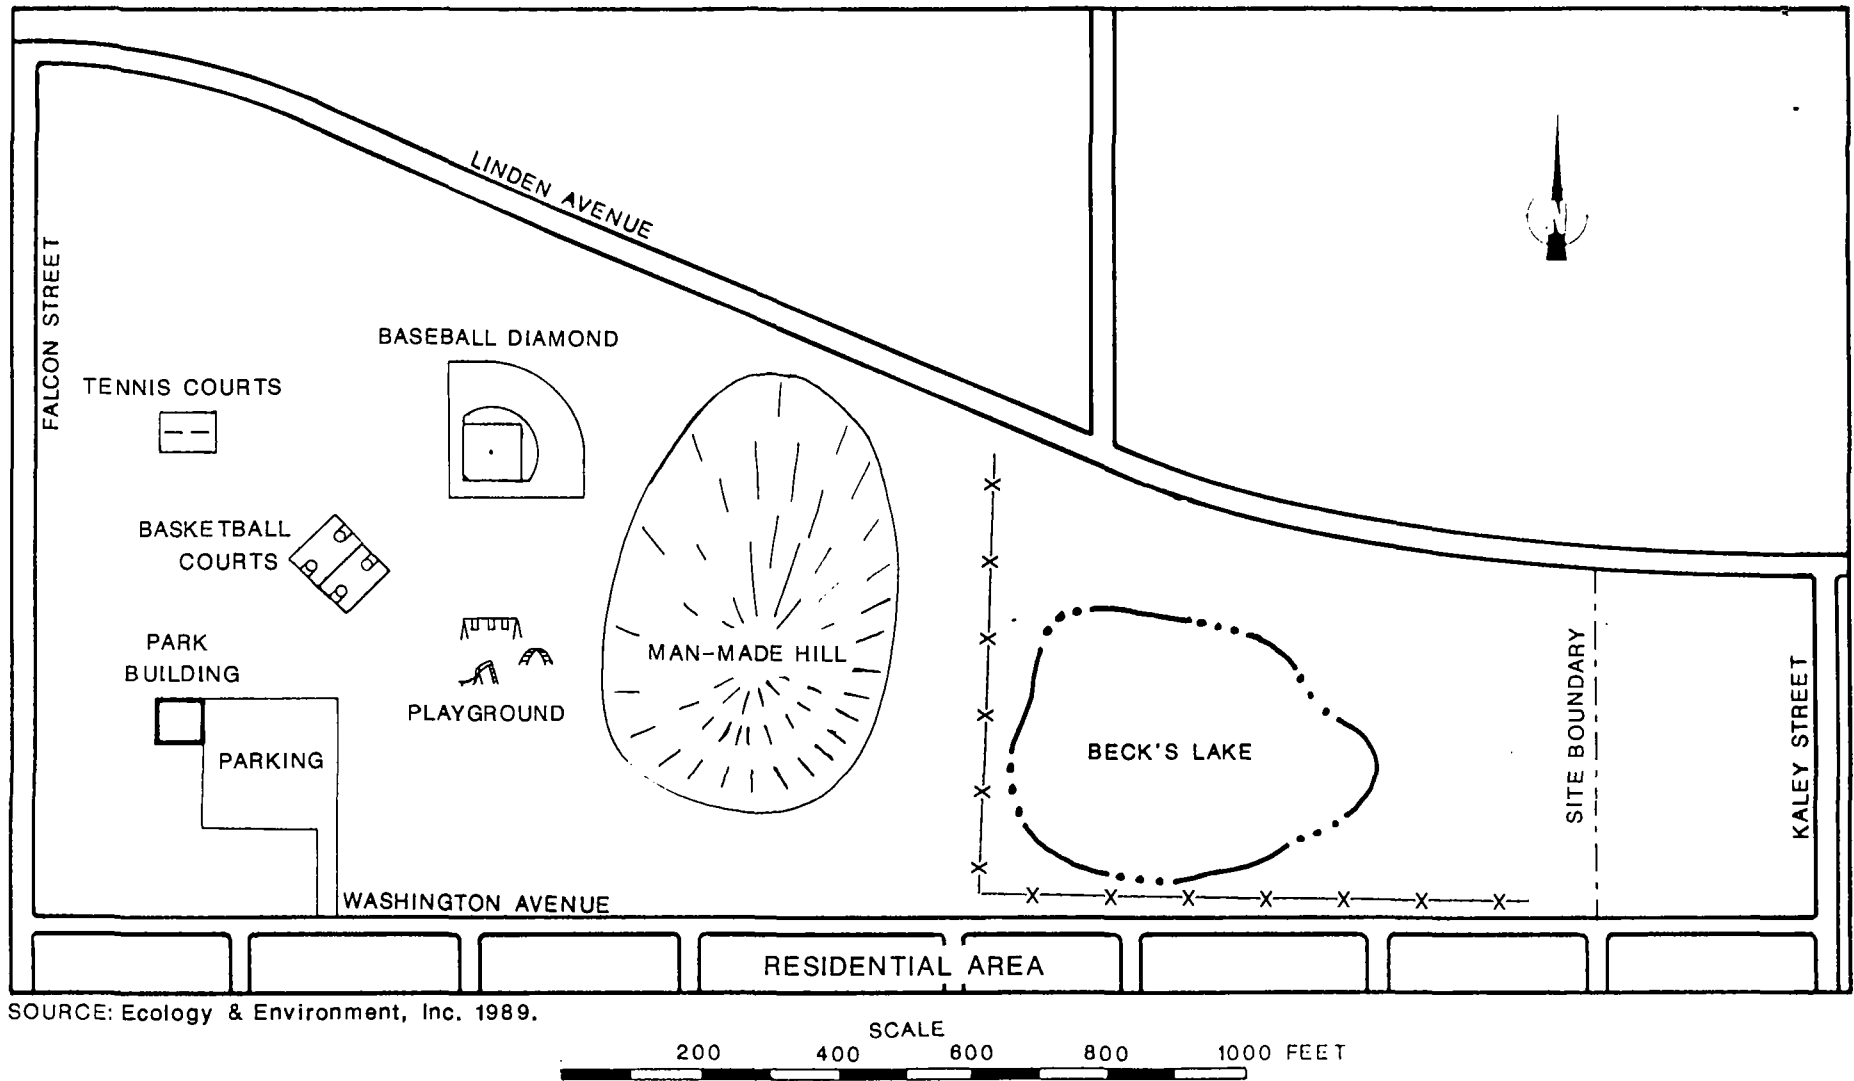 LINDEN AVENUE
FALCON STREET
BASEBALL DIAMOND
TENNIS COURTS
BASKETBALL
COURTS
PARK
BUILDING
MAN-MADE HILL
PLAYGROUND
PARKING
BECK'S LAKE
SITE BOUNDARY
KALEY STREET
WASHINGTON AVENUE
RESIDENTIAL AREA
SOURCE: Ecology & Environment, Inc. 1989.
SCALE
200 400 600 800 1000 FEET